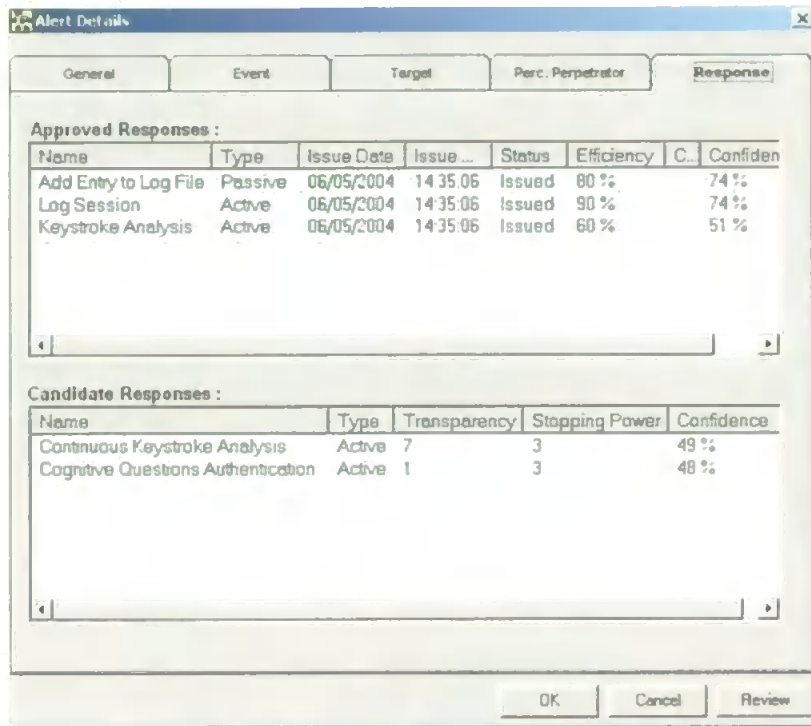 Alert Details
General Event Target Perc. Perpetrator Response
Approved Responses :
Name Type Issue Date Issue ... Status Efficiency C... Confiden
Add Entry to Log File Passive 06/05/2004 14:35:06 Issued 80 % 74 %
Log Session Active 06/05/2004 14:35:06 Issued 90 % 74 %
Keystroke Analysis Active 06/05/2004 14:35:06 Issued 60 % 51 %
Candidate Responses :
Name Type Transparency Stopping Power Confidence
Continuous Keystroke Analysis Active 7 3 49 %
Cognitive Questions Authentication Active 1 3 48 %
OK Cancel Review